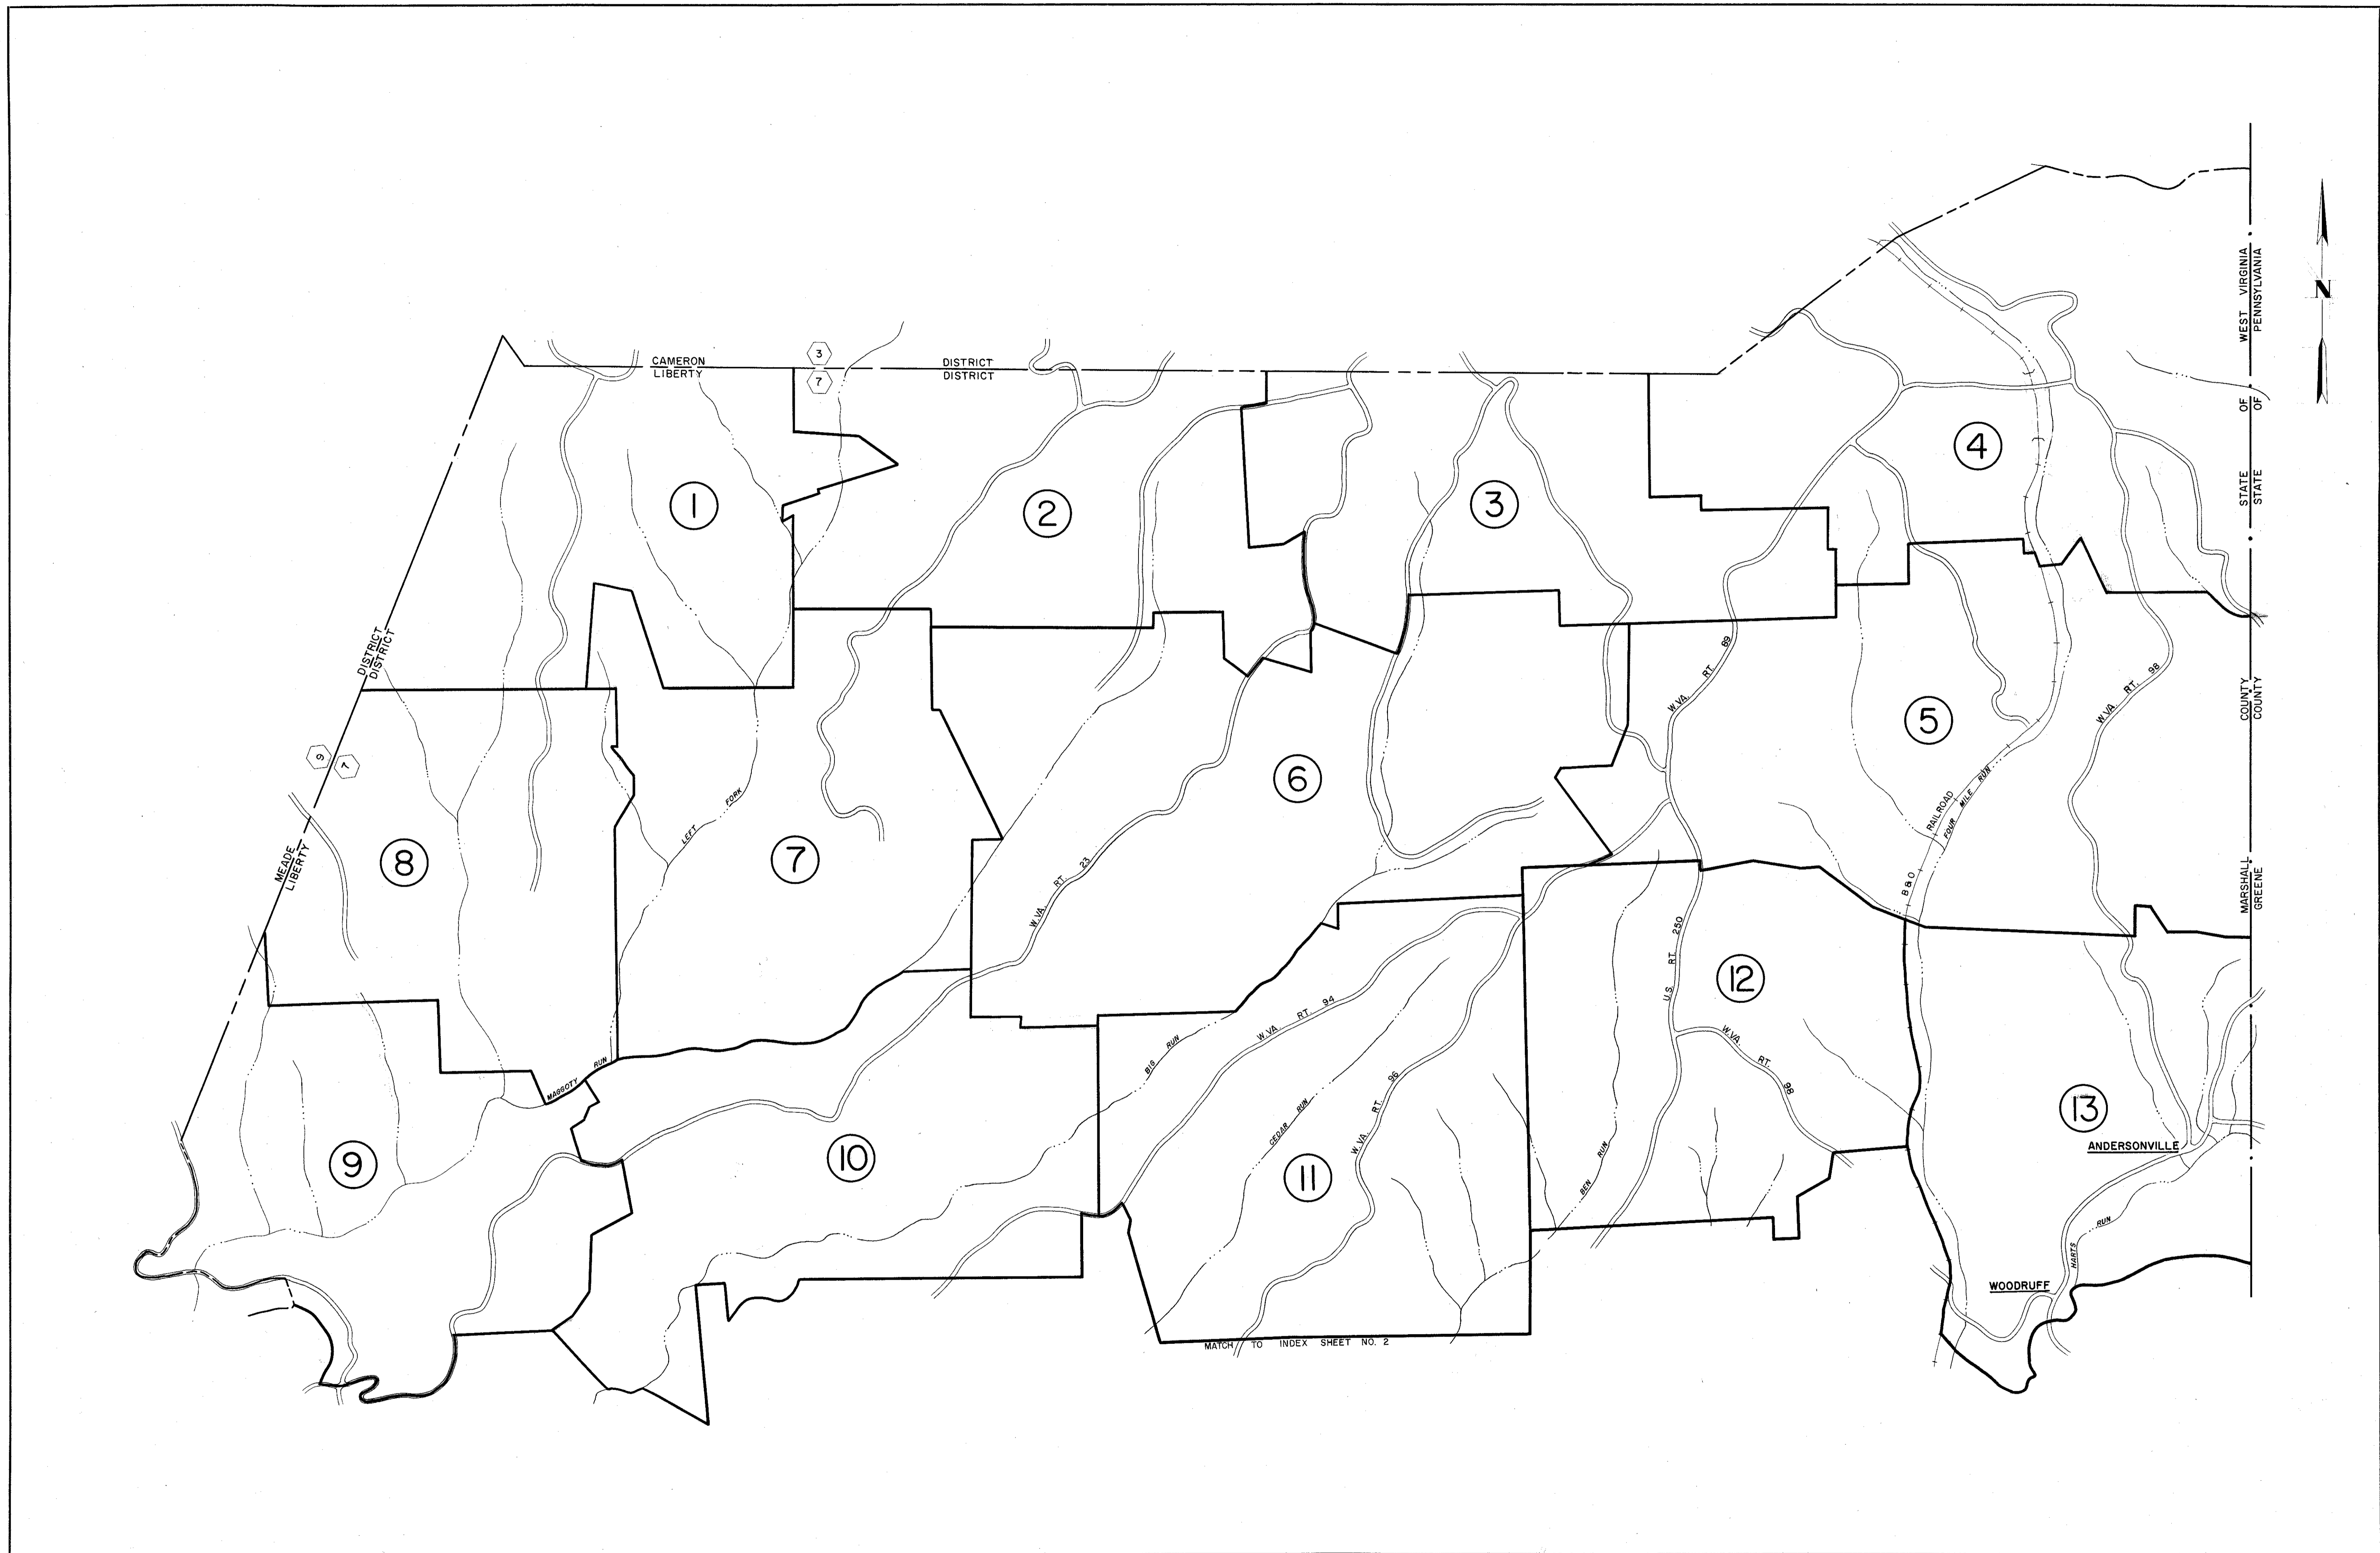 CAMERON DISTRICT
LIBERTY DISTRICT
3
7
N
WEST VIRGINIA
PENNSYLVANIA
STATE OF
STATE OF
MARSHALL COUNTY
GREENE COUNTY
MEADE DISTRICT
LIBERTY DISTRICT
9
7
1
2
3
4
5
6
7
8
9
10
11
12
13
W.VA. RT. 89
W.VA. RT. 98
LEFT FORK
W.VA. RT. 23
B & O RAILROAD
FOUR MILE RUN
U.S. RT. 250
W.VA. RT. 94
W.VA. RT. 98
MAGGOTY RUN
BIG RUN
CEDAR RUN
W.VA. RT. 96
BEN RUN
ANDERSONVILLE
HARTS RUN
WOODRUFF
MATCH TO INDEX SHEET NO. 2